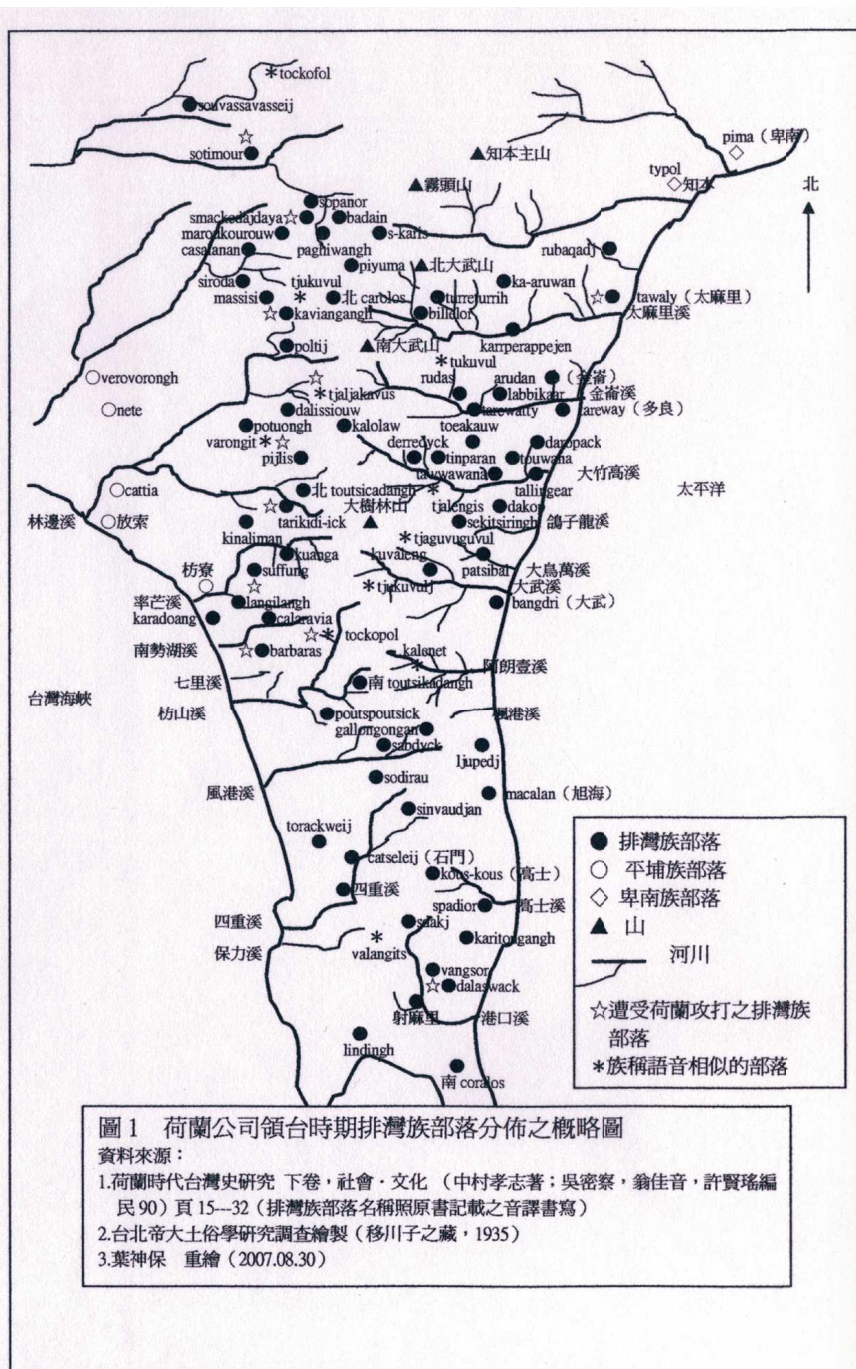 *tockofol
souvassavasseij
sotimour
pima（卑南）
typol
知本
北
知本主山
霧頭山
sopanor
smackedajdaya
badain
maroukourouw
s-karis
casalanan
paghiwangh
rubaqadj
piyuma
北大武山
siroda
tjukuvul
ka-aruwan
massisi
*
北 carolos
turrejurrih
tawaly（太麻里）
kaviangangh
billelor
太麻里溪
karrperappejen
poltij
南大武山
*tukuvul
verovorongh
rudas
arudan
（金崙）
*tjaljakavus
labbikaar
金崙溪
nete
dalissiouw
tarewatty
tareway（多良）
potuongh
kalolaw
toeakauw
varongit *
derredyck
daropack
pijlis
tinparan
touwana
tawwawana
大竹高溪
cattia
北 toutsicadangh
*
tallingear
太平洋
大樹林山
tjalengis
dakop
林邊溪
放索
tarikidi-ick
sekitsiringh
鴿子籠溪
kinaliman
*tjaguvuguvul
kuanga
kuvaleng
枋寮
suffung
patsibal
大鳥萬溪
*tjukuvulj
大武溪
率芒溪
langilangh
bangdri（大武）
karadoang
calaravia
*tockopol
南勢湖溪
barbaras
kalenet
*
阿朗壹溪
七里溪
南 toutsikadangh
台灣海峽
枋山溪
poutspoutsick
楓港溪
gallongongan
sabdyck
ljupedj
sodirau
風港溪
macalan（旭海）
sinvaudjan
torackweij
catseleij（石門）
kous-kous（高士）
四重溪
spadior
高士溪
四重溪
sdakj
*
karitongangh
保力溪
valangits
vangsor
dalaswack
射麻里
港口溪
lindingh
南 coralos
● 排灣族部落
○ 平埔族部落
◇ 卑南族部落
▲ 山
河川
☆遭受荷蘭攻打之排灣族
部落
*族稱語音相似的部落
圖1 荷蘭公司領台時期排灣族部落分佈之概略圖
資料來源：
1.荷蘭時代台灣史研究 下卷，社會．文化 （中村孝志著；吳密察，翁佳音，許賢瑤編
民90）頁15---32（排灣族部落名稱照原書記載之音譯書寫）
2.台北帝大土俗學研究調查繪製（移川子之藏，1935）
3.葉神保 重繪（2007.08.30）